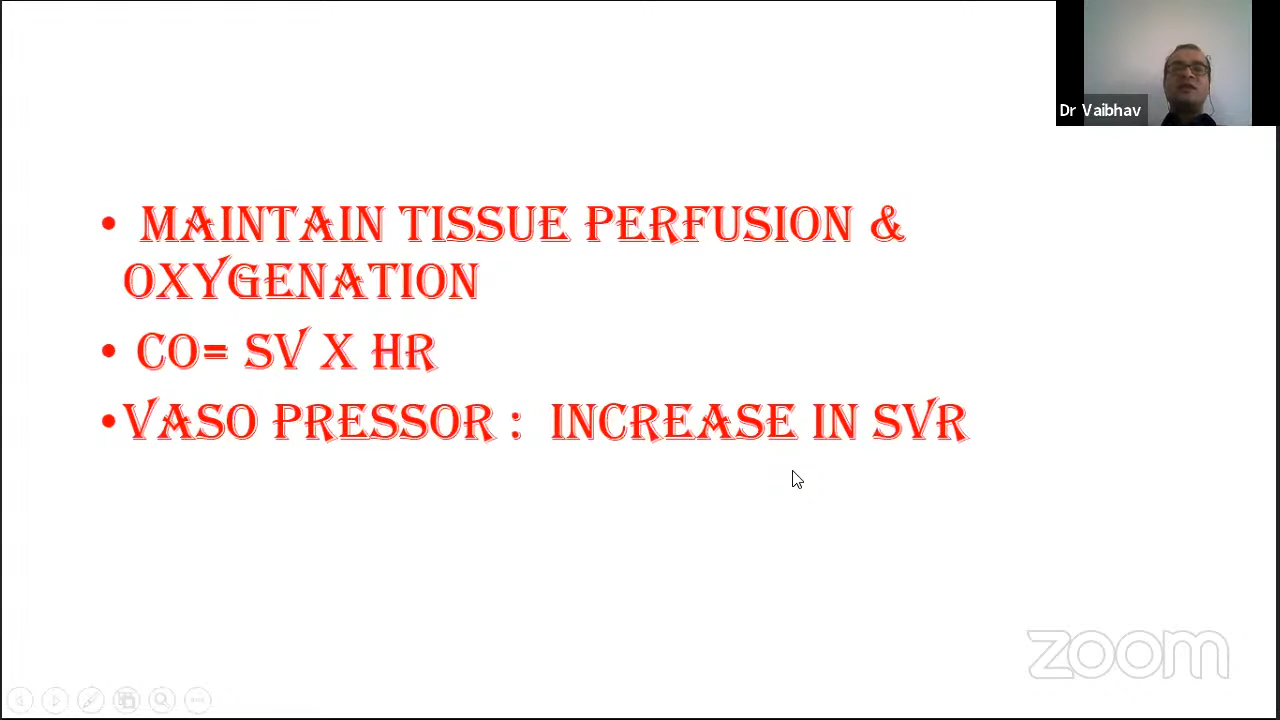 Dr Vaibhav
• MAINTAIN TISSUE PERFUSION &
OXYGENATION
• CO= SV X HR
•VASO PRESSOR : INCREASE IN SVR
zoom